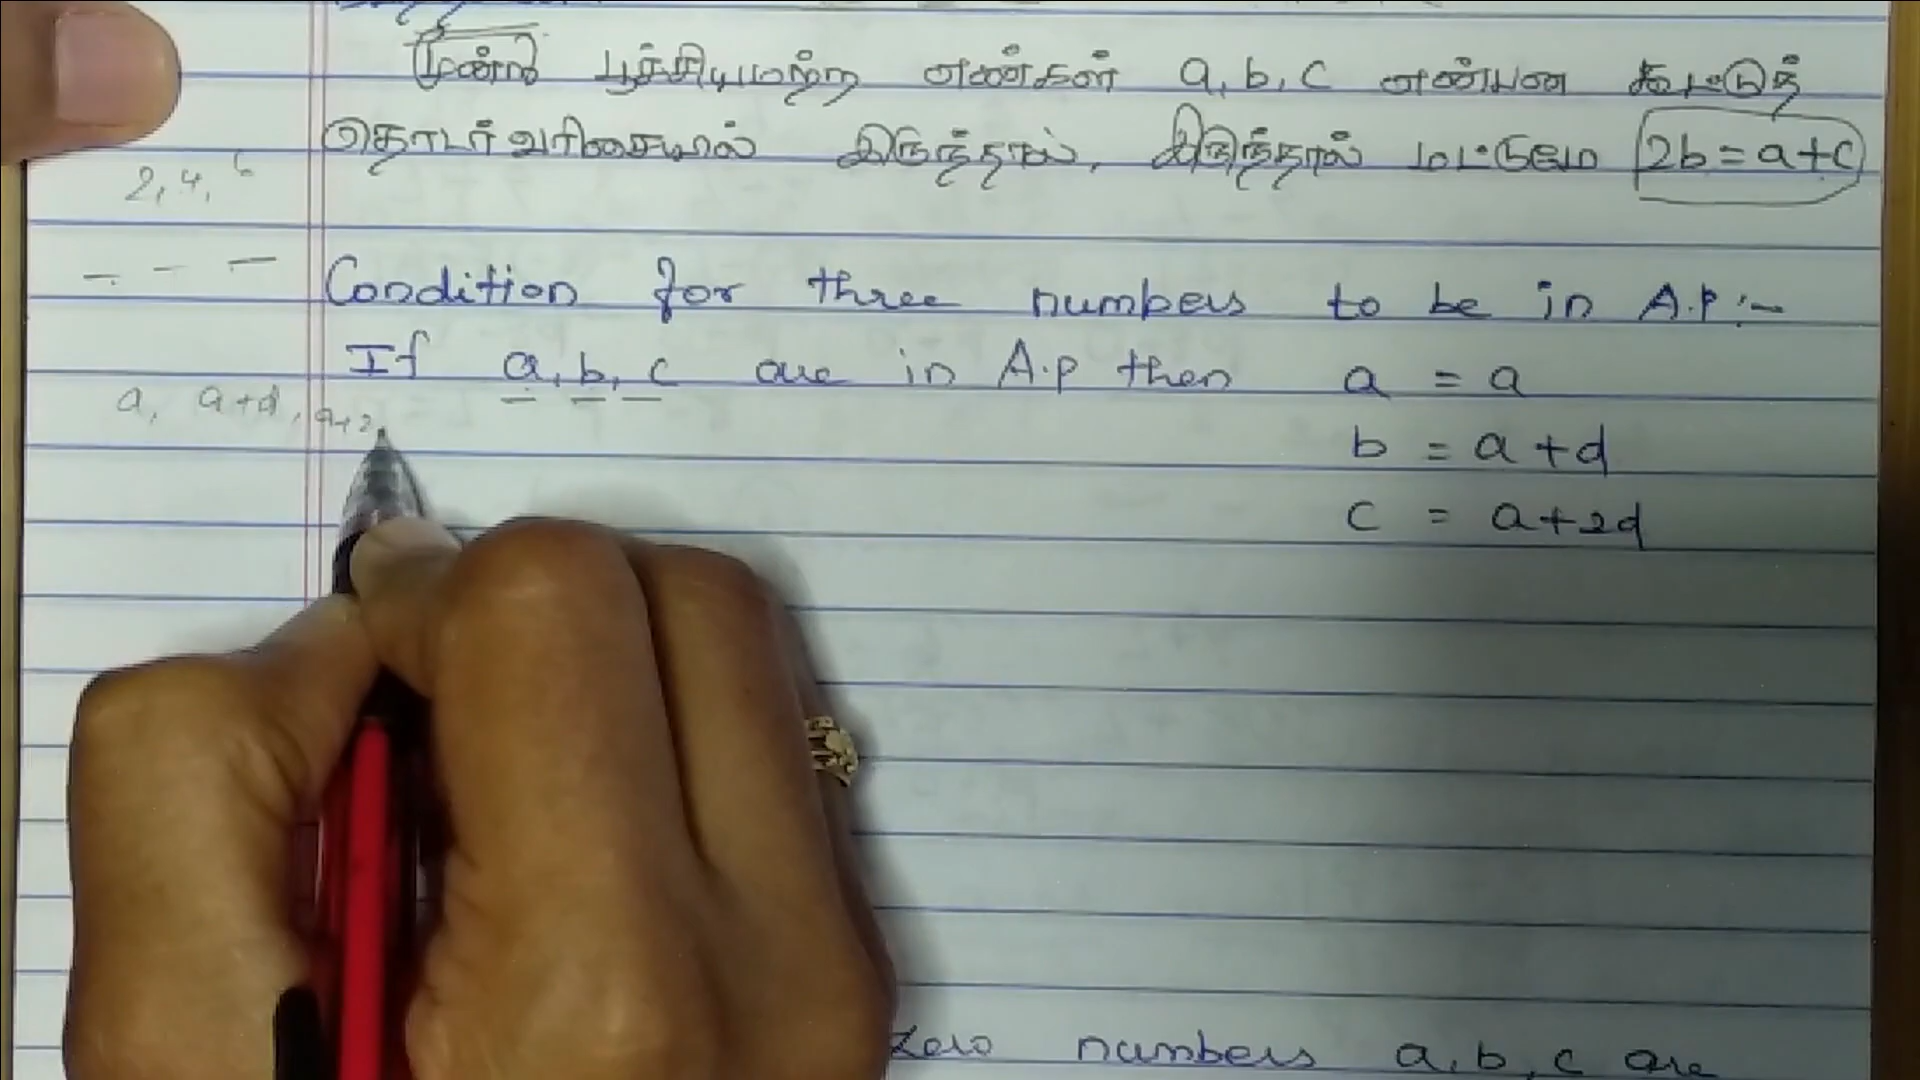 மூன்று பூச்சியமற்ற எண்கள் a, b, c என்பன கூட்டுத்
தொடர் வரிசையில் இருந்தால், இருந்தால் மட்டுமே 2b = a+c
2, 4, 6
Condition for three numbers to be in A.P :-
If a, b, c are in A.P then a = a
a, a+d, a+2
b = a+d
c = a+2d
zero numbers a, b, c are